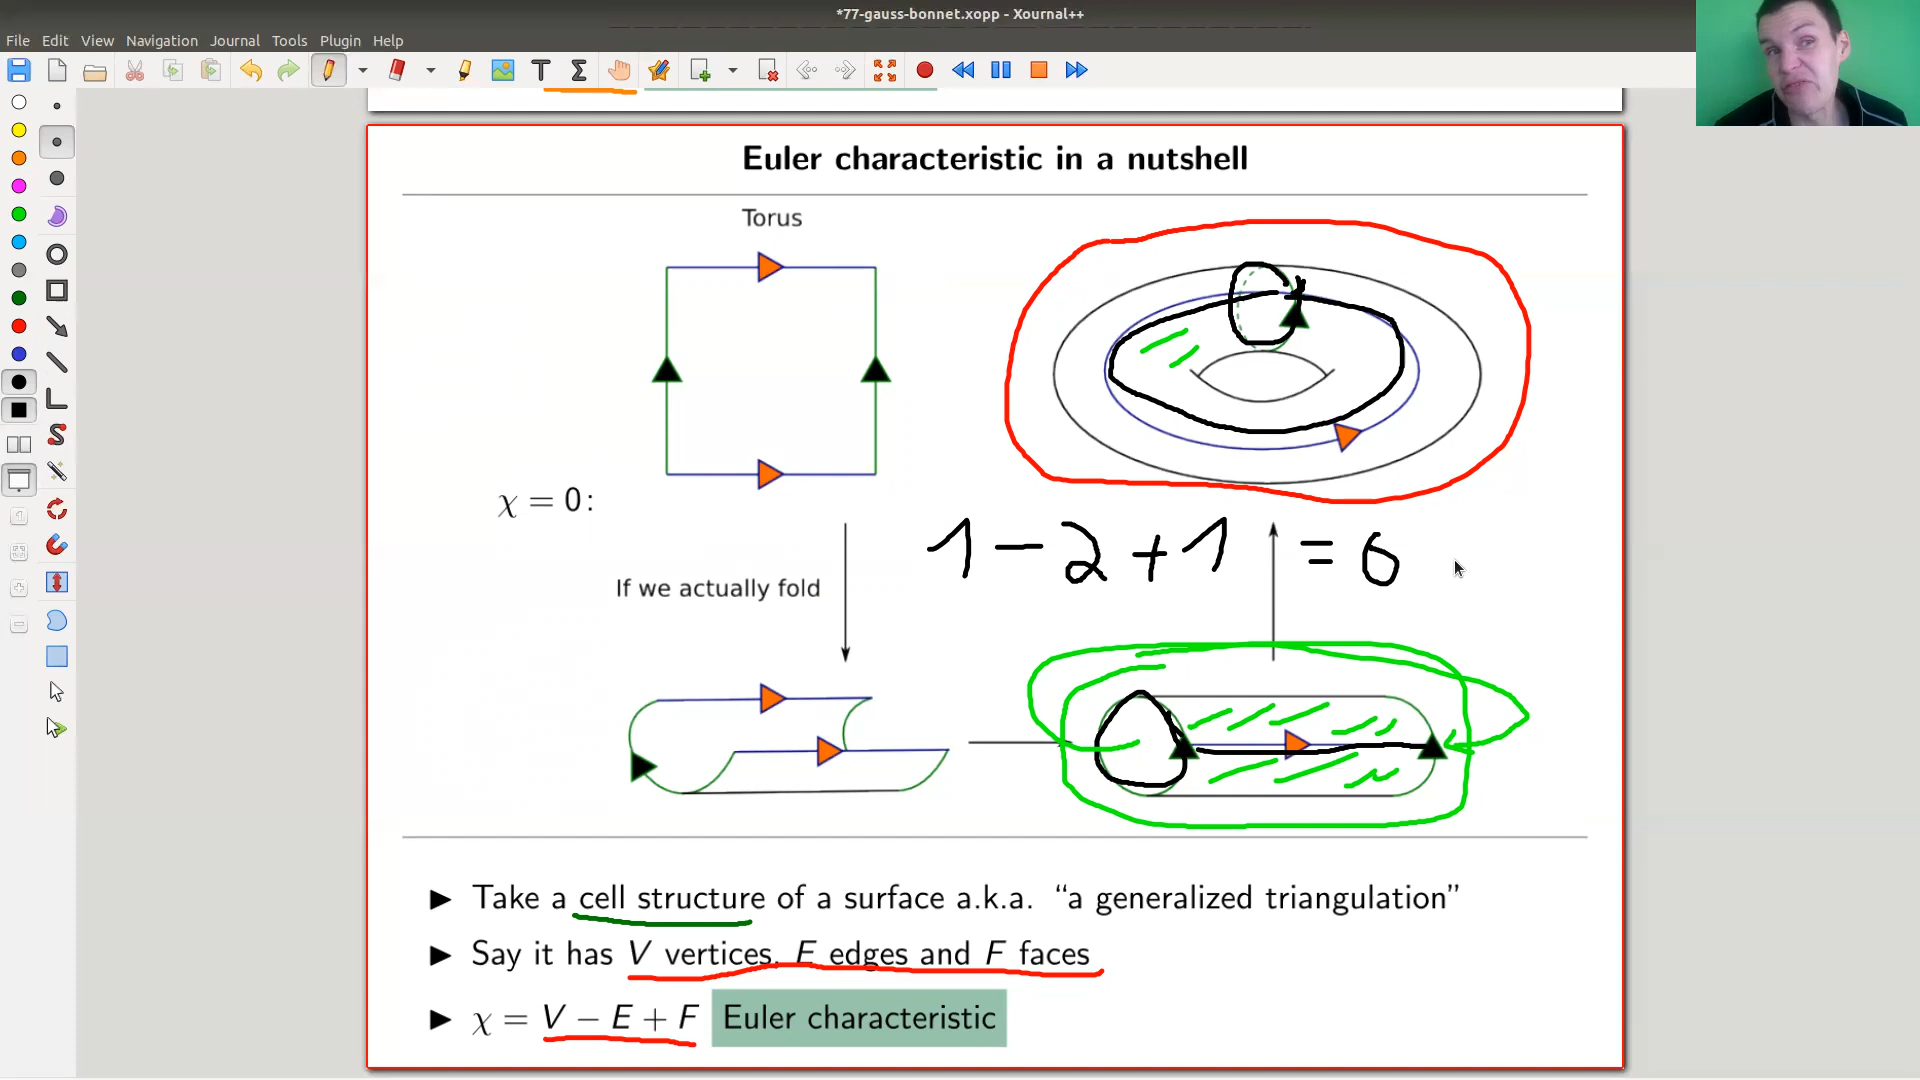 *77-gauss-bonnet.xopp - Xournal++
File Edit View Navigation Journal Tools Plugin Help
Euler characteristic in a nutshell
Torus
χ = 0:
1 - 2 + 1 = 0
If we actually fold
▶ Take a cell structure of a surface a.k.a. “a generalized triangulation”
▶ Say it has V vertices, E edges and F faces
▶ χ = V − E + F Euler characteristic